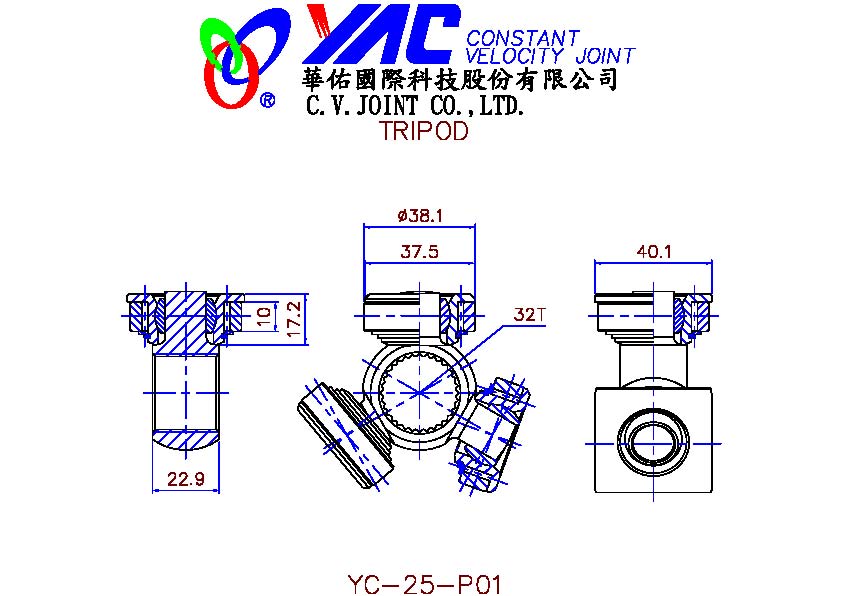 YAC CONSTANT
VELOCITY JOINT
®
華佑國際科技股份有限公司
C.V.JOINT CO.,LTD.
TRIPOD
ø38.1
37.5
40.1
10
17.2
32T
22.9
YC-25-P01